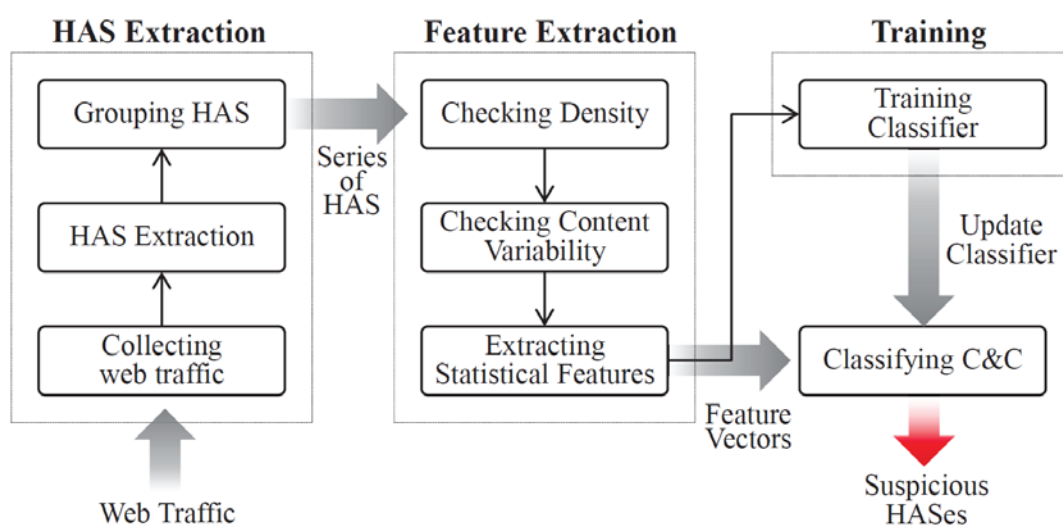 HAS Extraction
Grouping HAS
HAS Extraction
Collecting
web traffic
Web Traffic
Series
of
HAS
Feature Extraction
Checking Density
Checking Content
Variability
Extracting
Statistical Features
Feature
Vectors
Training
Training
Classifier
Update
Classifier
Classifying C&C
Suspicious
HASes